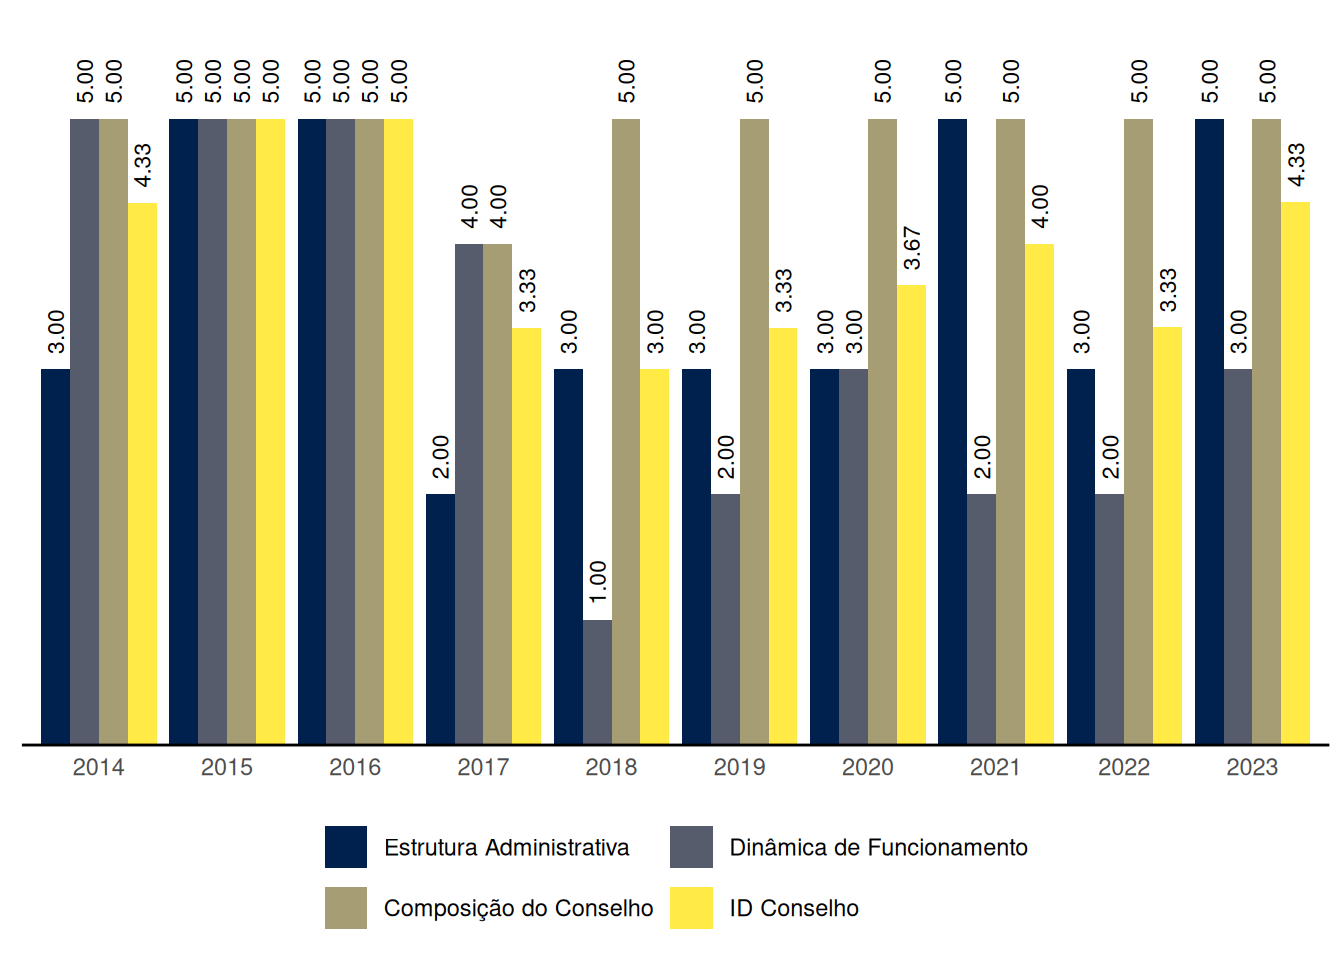 3.00 5.00 5.00 4.33
5.00 5.00 5.00 5.00
5.00 5.00 5.00 5.00
2.00 4.00 4.00 3.33
3.00 1.00 5.00 3.00
3.00 2.00 5.00 3.33
3.00 3.00 5.00 3.67
5.00 2.00 5.00 4.00
3.00 2.00 5.00 3.33
5.00 3.00 5.00 4.33
2014 2015 2016 2017 2018 2019 2020 2021 2022 2023
Estrutura Administrativa Dinâmica de Funcionamento
Composição do Conselho ID Conselho